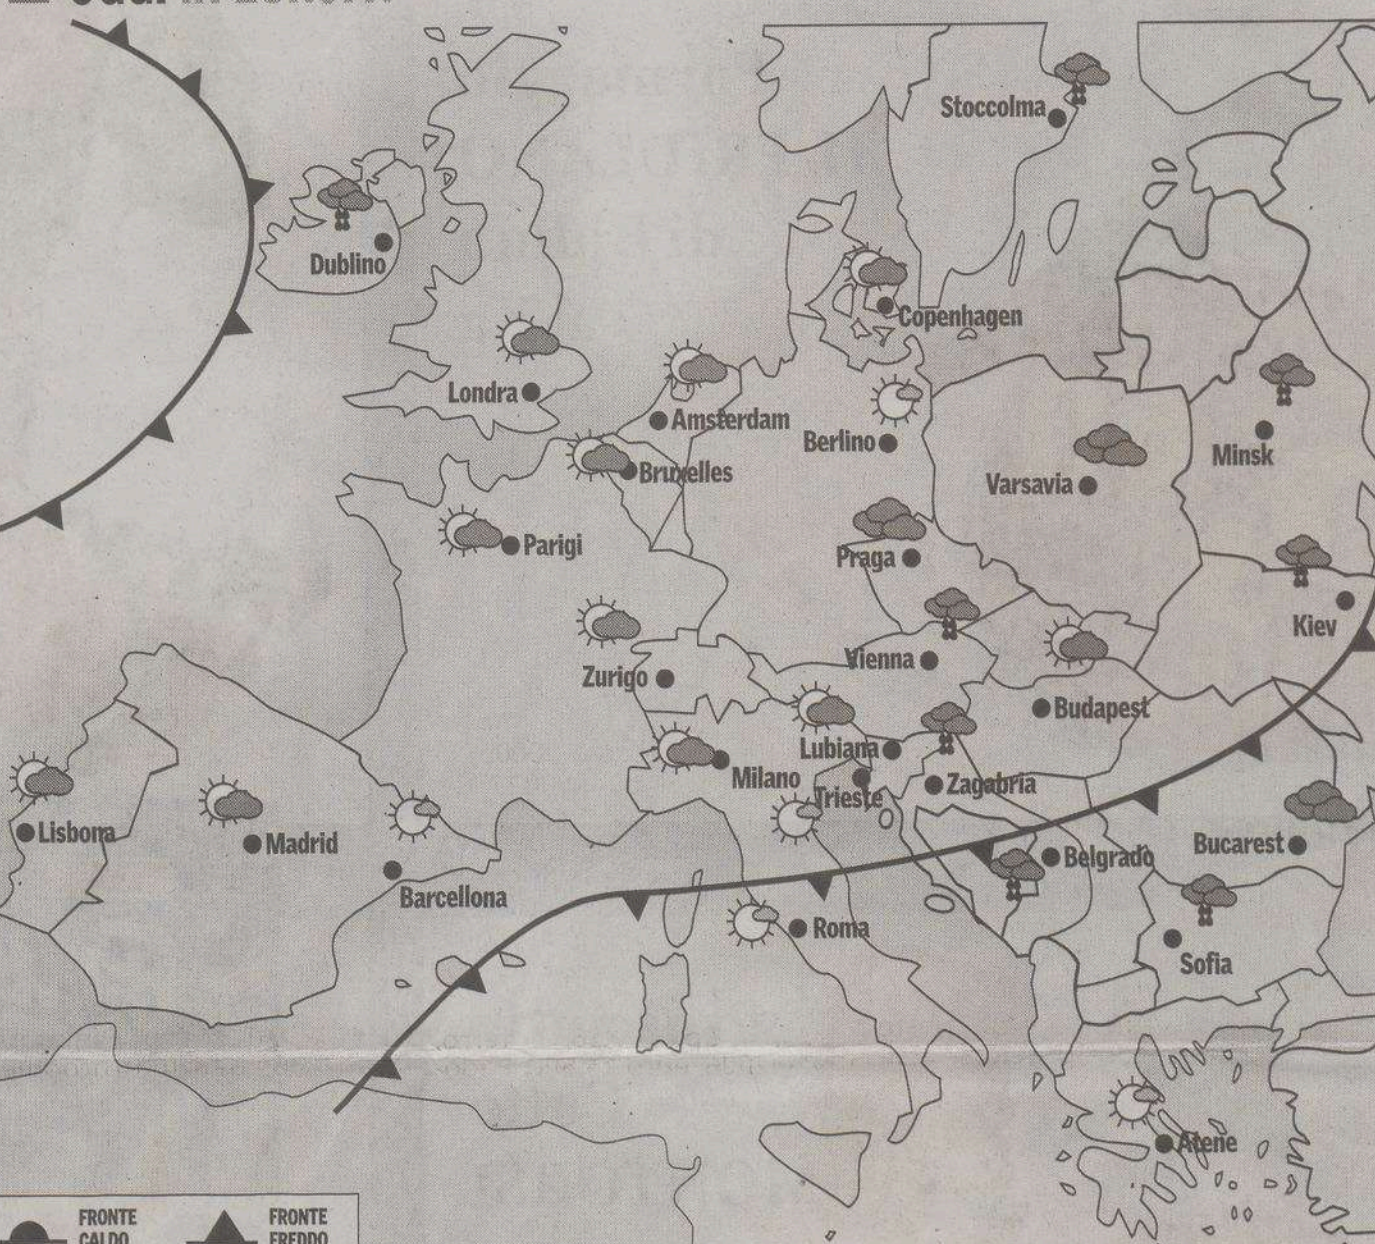 Stoccolma
Dublino
Copenhagen
Londra
Amsterdam
Berlino
Minsk
Bruxelles
Varsavia
Parigi
Praga
Kiev
Vienna
Zurigo
Budapest
Lubiana
Milano
Zagabria
Trieste
Lisbona
Madrid
Bucarest
Belgrado
Barcellona
Roma
Sofia
Atene
FRONTE
CALDO
FRONTE
FREDDO